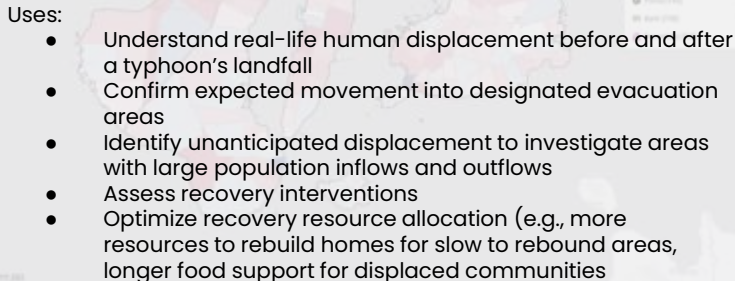 Uses:
● Understand real-life human displacement before and after
a typhoon's landfall
● Confirm expected movement into designated evacuation
areas
● Identify unanticipated displacement to investigate areas
with large population inflows and outflows
● Assess recovery interventions
● Optimize recovery resource allocation (e.g., more
resources to rebuild homes for slow to rebound areas,
longer food support for displaced communities